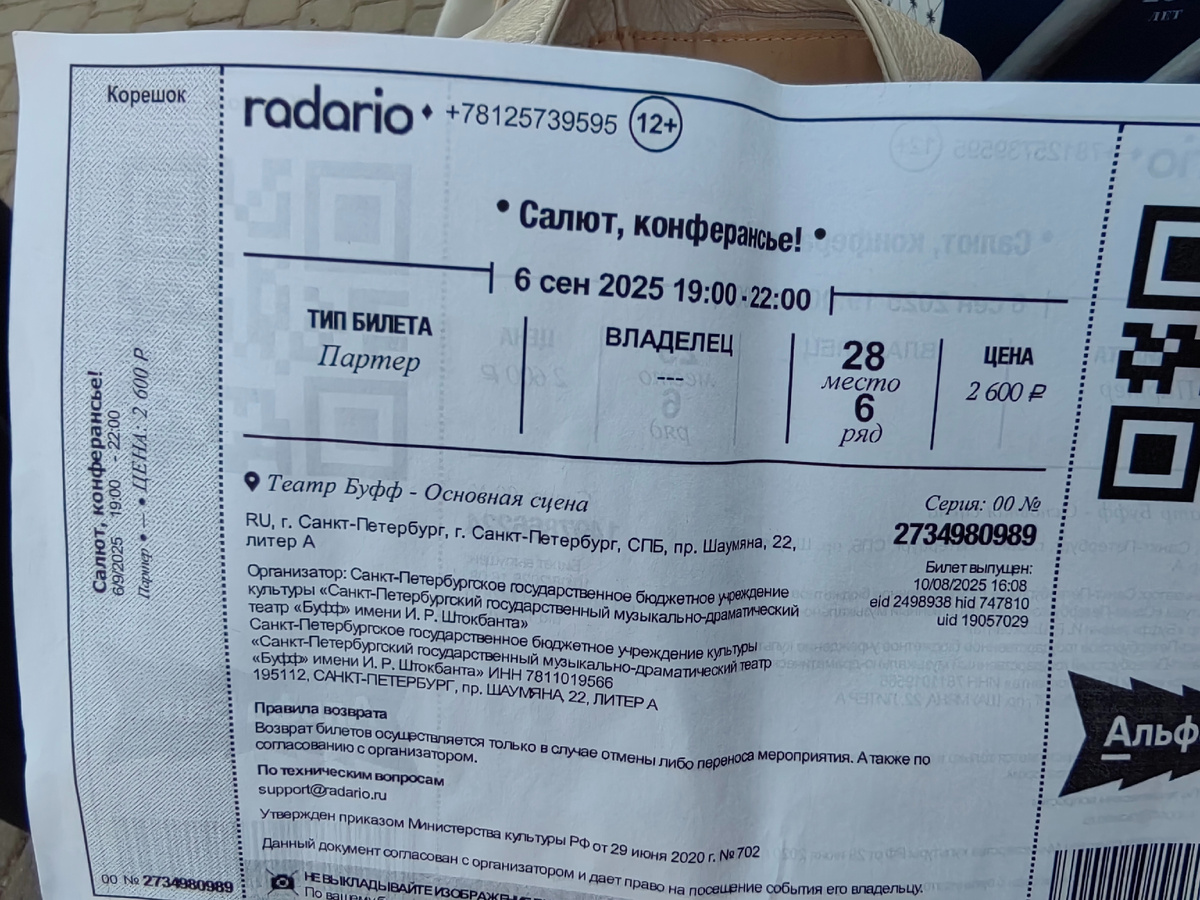 ЛЕТ
Корешок
radario
+78125739595
12+
• Салют, конферансье! •
6 сен 2025 19:00 - 22:00
ТИП БИЛЕТА
Партер
ВЛАДЕЛЕЦ
---
28
место
6
ряд
ЦЕНА
2 600 ₽
Салют, конферансье!
6/9/2025 19:00 - 22:00
Партер • — • ЦЕНА: 2 600 Р
Театр Буфф - Основная сцена
RU, г. Санкт-Петербург, г. Санкт-Петербург, СПБ, пр. Шаумяна, 22,
литер А
Серия: 00 №
2734980989
Билет выпущен:
10/08/2025 16:08
eid 2498938 hid 747810
uid 19057029
Организатор: Санкт-Петербургское государственное бюджетное учреждение
культуры «Санкт-Петербургский государственный музыкально-драматический
театр «Буфф» имени И. Р. Штокбанта»
Санкт-Петербургское государственное бюджетное учреждение культуры
«Санкт-Петербургский государственный музыкально-драматический театр
«Буфф» имени И. Р. Штокбанта» ИНН 7811019566
195112, САНКТ-ПЕТЕРБУРГ, пр. ШАУМЯНА, 22, ЛИТЕР А
Правила возврата
Возврат билетов осуществляется только в случае отмены либо переноса мероприятия. А также по
согласованию с организатором.
По техническим вопросам
support@radario.ru
Утвержден приказом Министерства культуры РФ от 29 июня 2020 г. № 702
Данный документ согласован с организатором и дает право на посещение события его владельцу.
НЕ ВЫКЛАДЫВАЙТЕ ИЗОБРАЖЕНИЕ
По вашему
00 № 2734980989
Альф